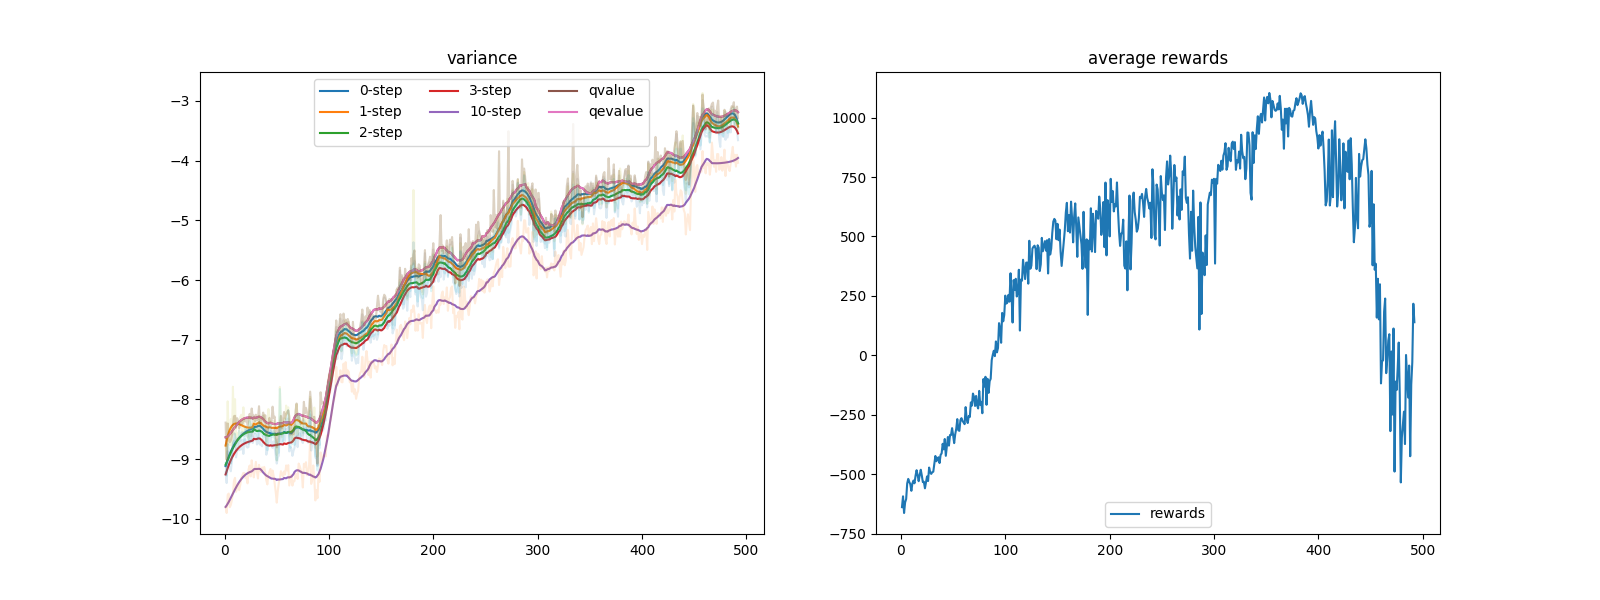 variance
0-step 3-step qvalue
1-step 10-step qevalue
2-step
−3
−4
−5
−6
−7
−8
−9
−10
0 100 200 300 400 500
average rewards
1000
750
500
250
0
−250
−500
−750
rewards
0 100 200 300 400 500